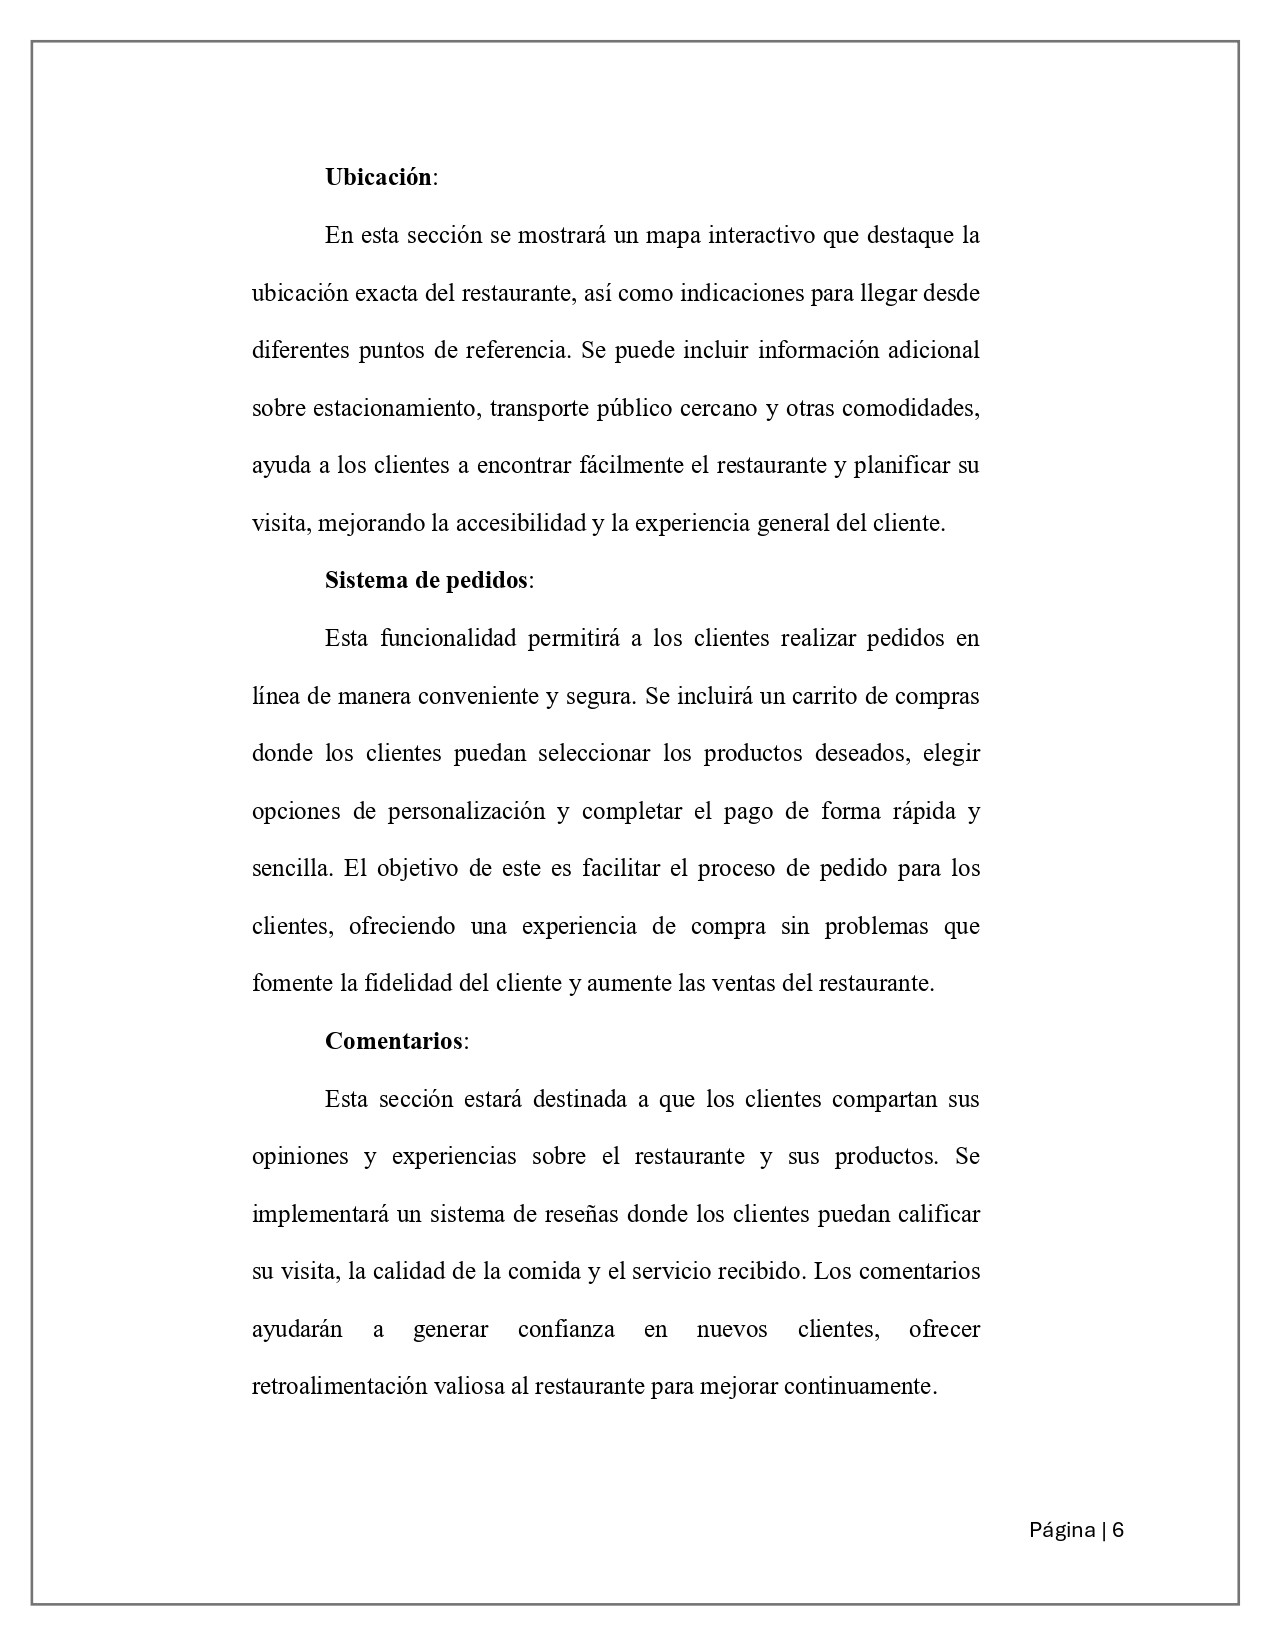 Ubicación:
En esta sección se mostrará un mapa interactivo que destaque la
ubicación exacta del restaurante, así como indicaciones para llegar desde
diferentes puntos de referencia. Se puede incluir información adicional
sobre estacionamiento, transporte público cercano y otras comodidades,
ayuda a los clientes a encontrar fácilmente el restaurante y planificar su
visita, mejorando la accesibilidad y la experiencia general del cliente.
Sistema de pedidos:
Esta funcionalidad permitirá a los clientes realizar pedidos en
línea de manera conveniente y segura. Se incluirá un carrito de compras
donde los clientes puedan seleccionar los productos deseados, elegir
opciones de personalización y completar el pago de forma rápida y
sencilla. El objetivo de este es facilitar el proceso de pedido para los
clientes, ofreciendo una experiencia de compra sin problemas que
fomente la fidelidad del cliente y aumente las ventas del restaurante.
Comentarios:
Esta sección estará destinada a que los clientes compartan sus
opiniones y experiencias sobre el restaurante y sus productos. Se
implementará un sistema de reseñas donde los clientes puedan calificar
su visita, la calidad de la comida y el servicio recibido. Los comentarios
ayudarán a generar confianza en nuevos clientes, ofrecer
retroalimentación valiosa al restaurante para mejorar continuamente.
Página | 6